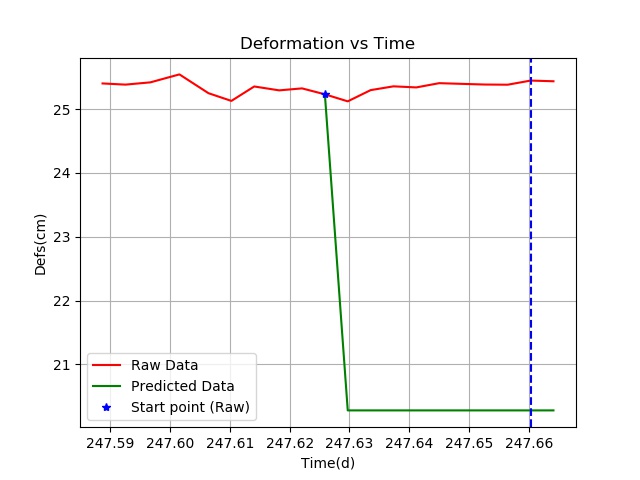 Deformation vs Time
Defs(cm)
25
24
23
22
21
Raw Data
Predicted Data
Start point (Raw)
247.59 247.60 247.61 247.62 247.63 247.64 247.65 247.66
Time(d)